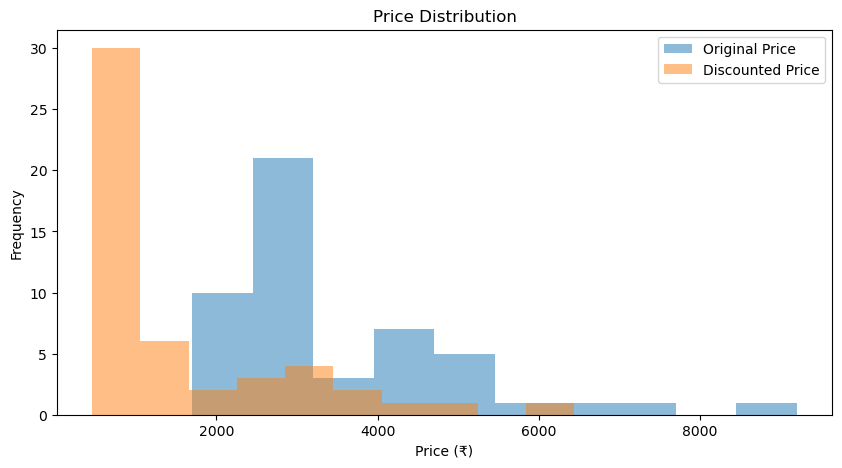 Price Distribution
Original Price
Discounted Price
30
25
20
15
10
5
0
Frequency
2000
4000
6000
8000
Price (₹)